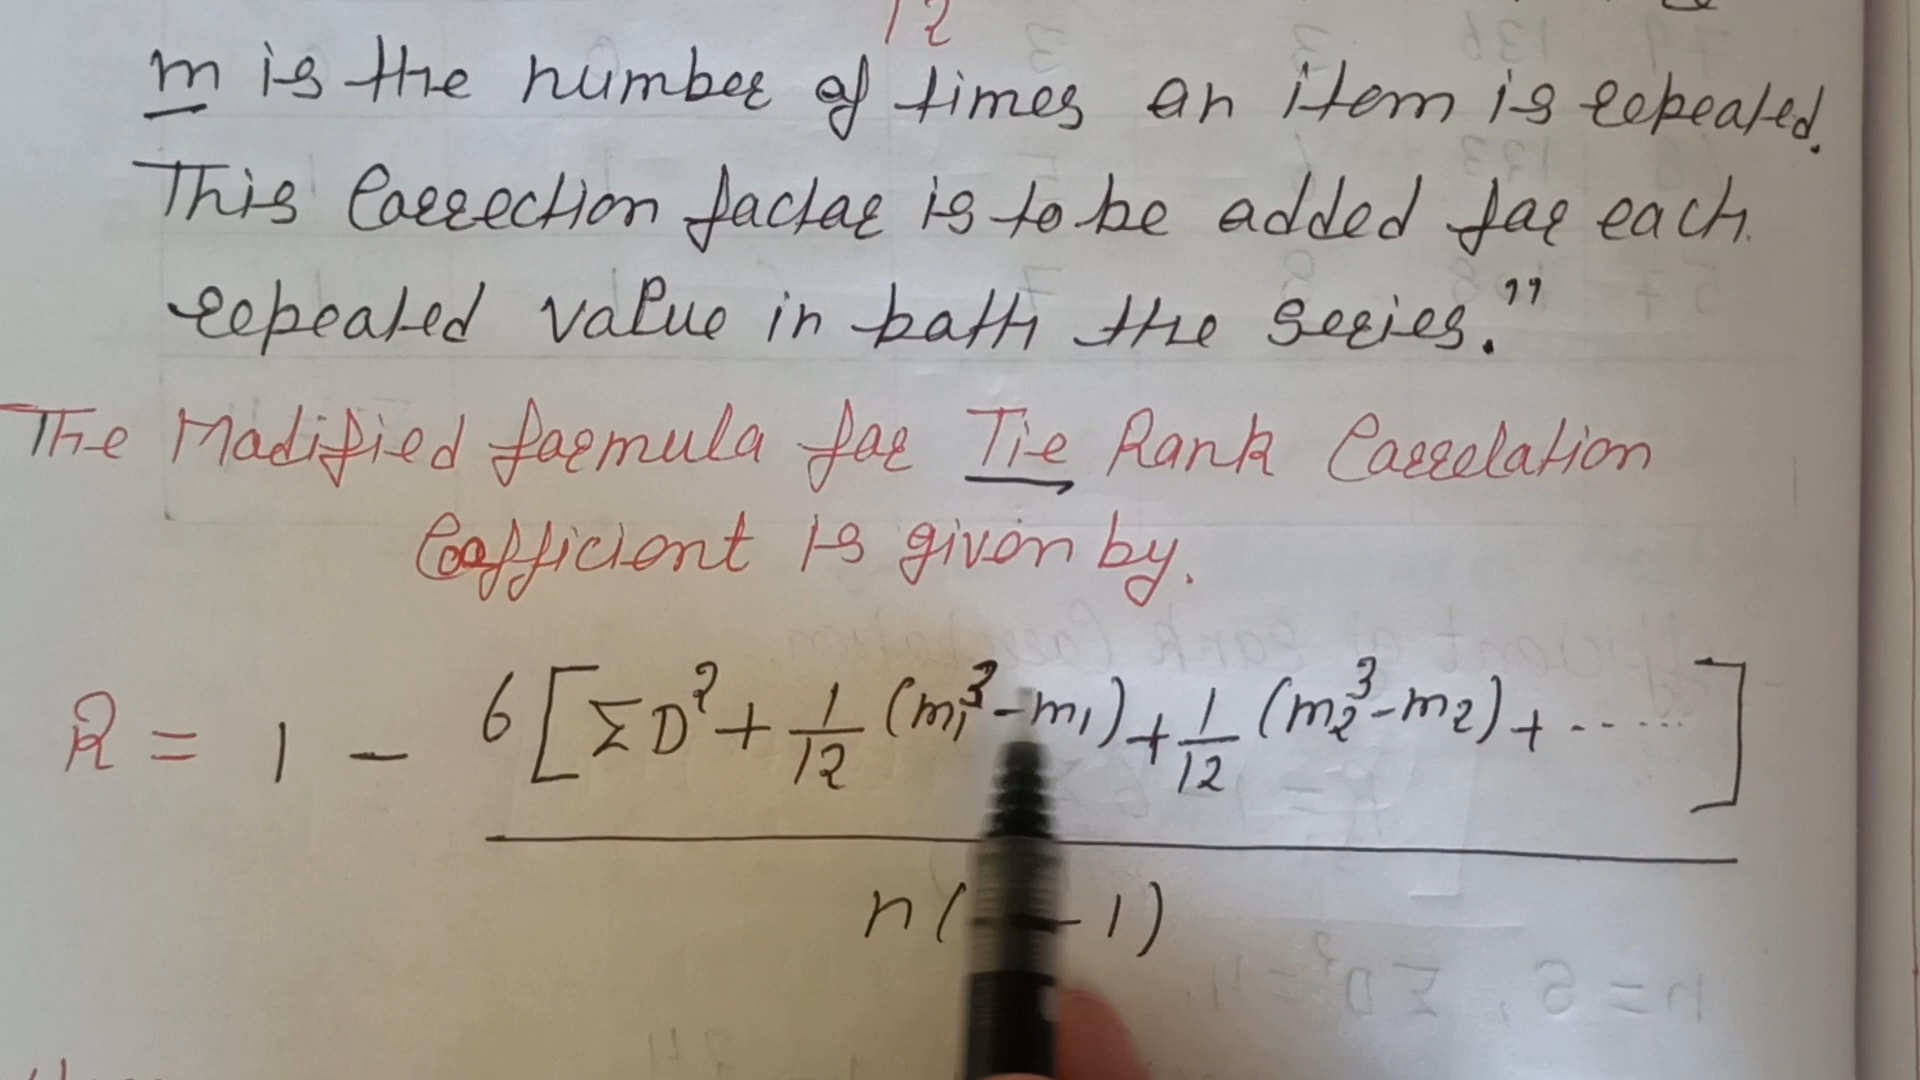 12
m is the number of times an item is repeated.
This Correction factor is to be added for each
repeated value in both the series.”
The Modified formula for Tie Rank Correlation
Coefficient is given by.
R = 1 - 6[ΣD² + 1/12 (m₁³-m₁) + 1/12 (m₂³-m₂) + ......] / n( -1)